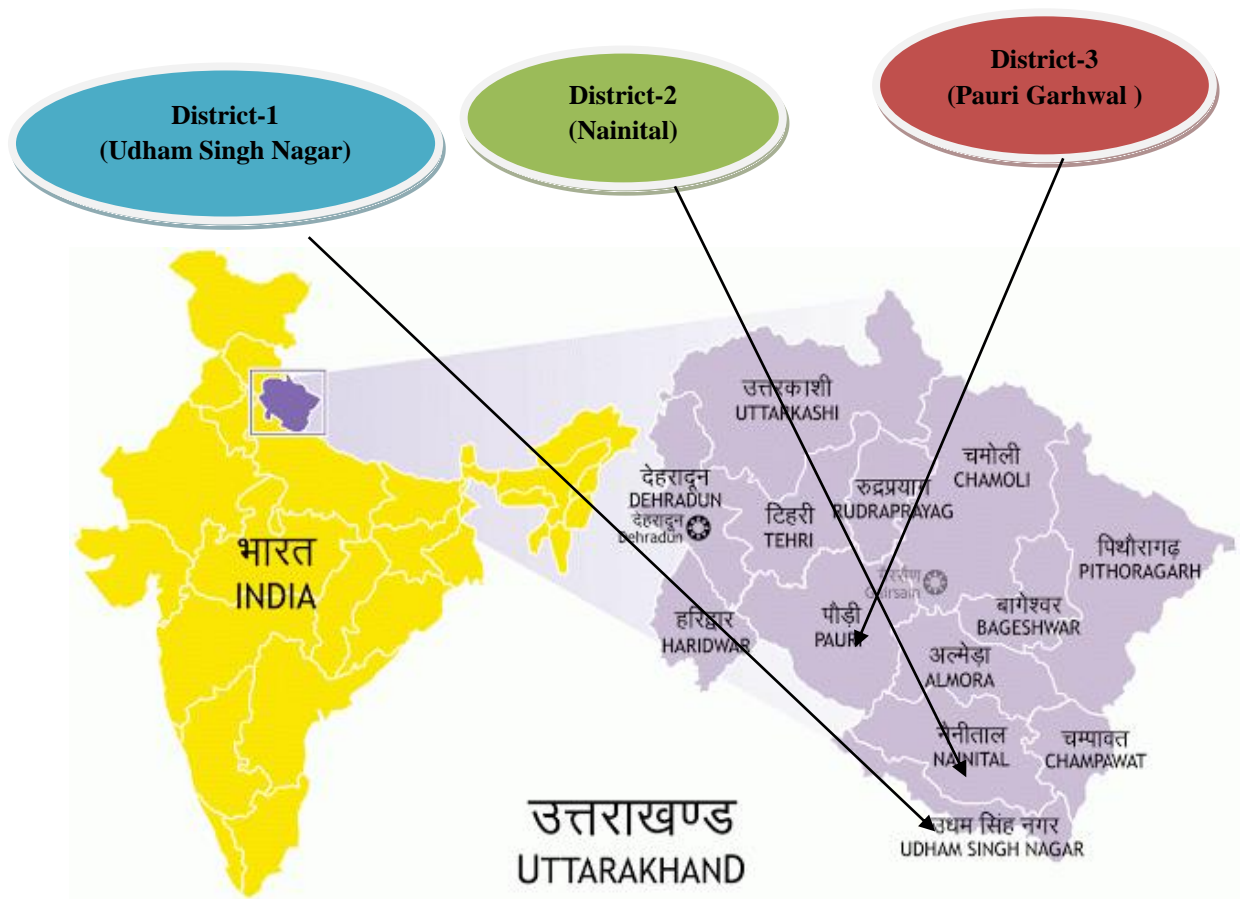 District-1
(Udham Singh Nagar)
District-2
(Nainital)
District-3
(Pauri Garhwal )
भारत
INDIA
उत्तरकाशी
UTTARKASHI
देहरादून
DEHRADUN
देहरादून
Dehradun
टिहरी
TEHRI
रुद्रप्रयाग
RUDRAPRAYAG
चमोली
CHAMOLI
पिथौरागढ़
PITHORAGARH
हरिद्वार
HARIDWAR
पौड़ी
PAURI
बागेश्वर
BAGESHWAR
अल्मोड़ा
ALMORA
नैनीताल
NAINITAL
चम्पावत
CHAMPAWAT
उधम सिंह नगर
UDHAM SINGH NAGAR
उत्तराखण्ड
UTTARAKHAND